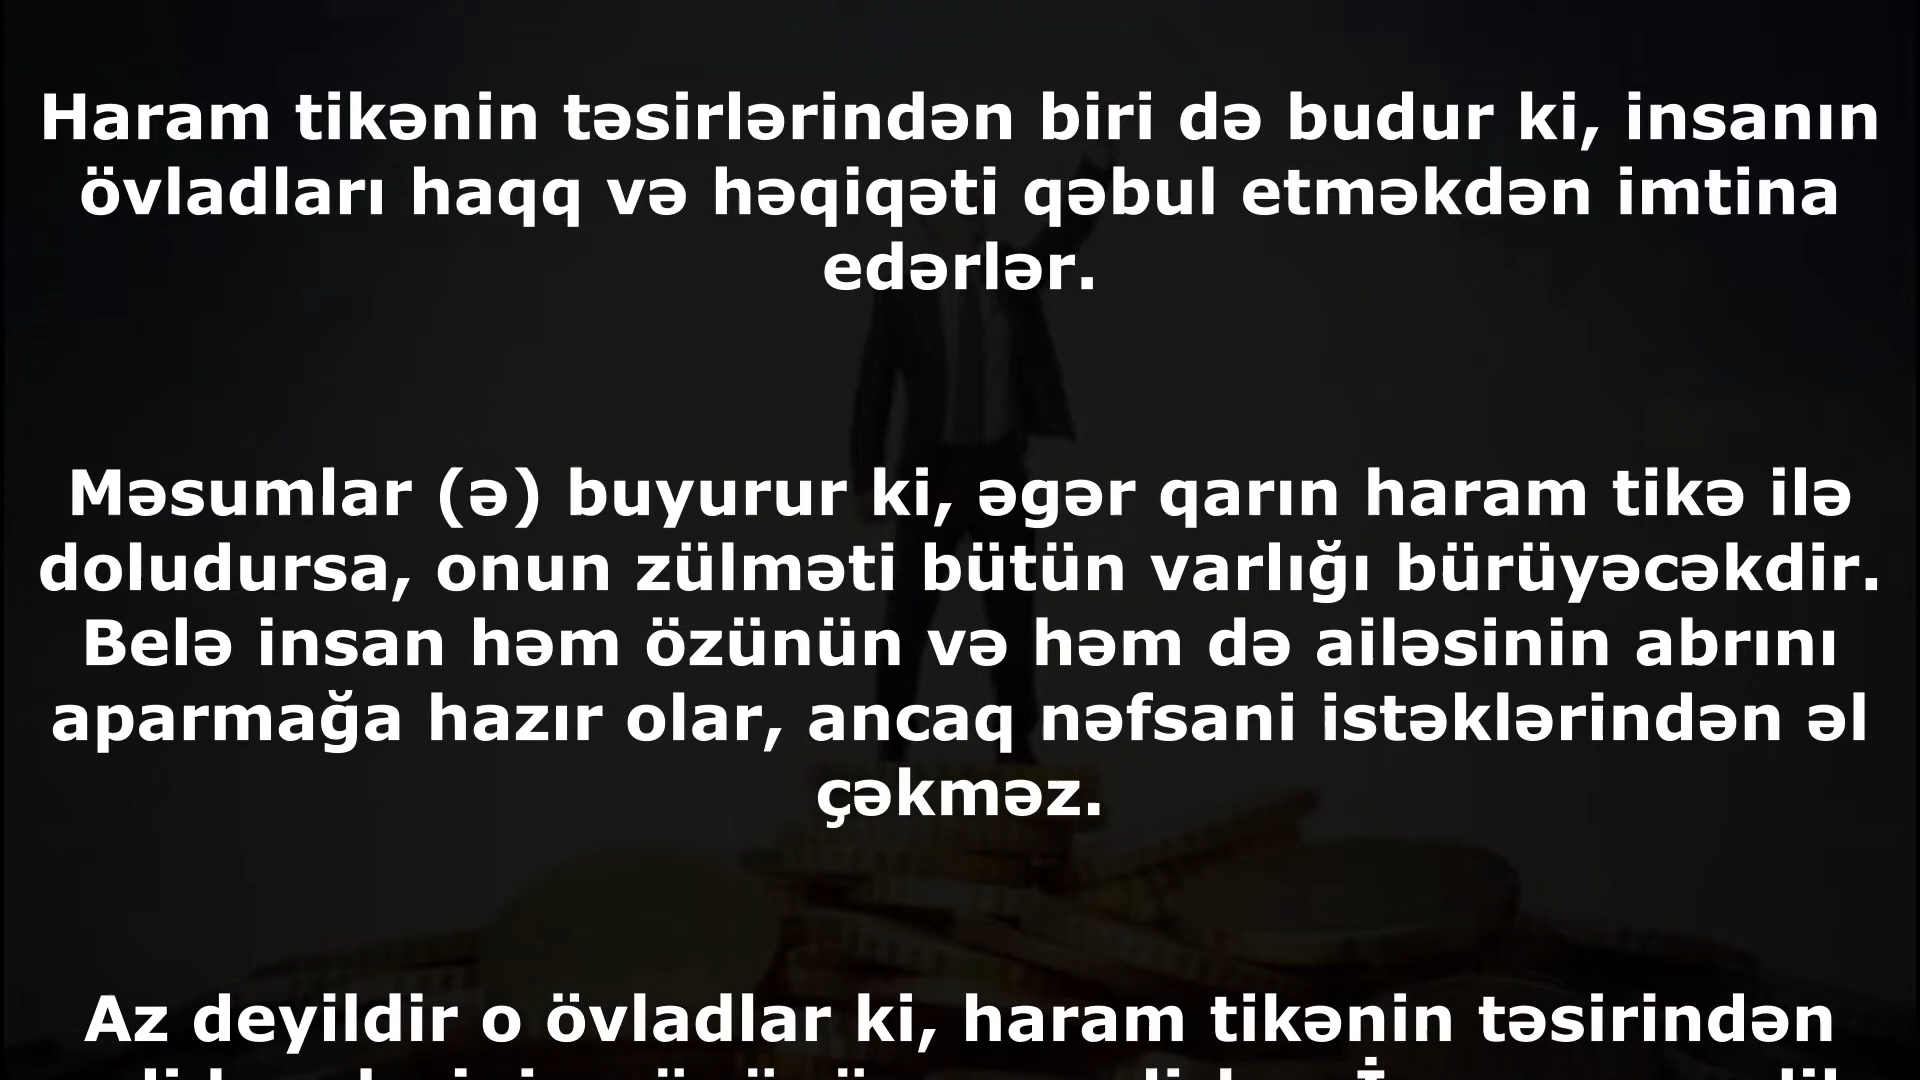 Haram tikənin təsirlərindən biri də budur ki, insanın
övladları haqq və həqiqəti qəbul etməkdən imtina
edərlər.
Məsumlar (ə) buyurur ki, əgər qarın haram tikə ilə
doludursa, onun zülməti bütün varlığı bürüyəcəkdir.
Belə insan həm özünün və həm də ailəsinin abrını
aparmağa hazır olar, ancaq nəfsani istəklərindən əl
çəkməz.
Az deyildir o övladlar ki, haram tikənin təsirindən